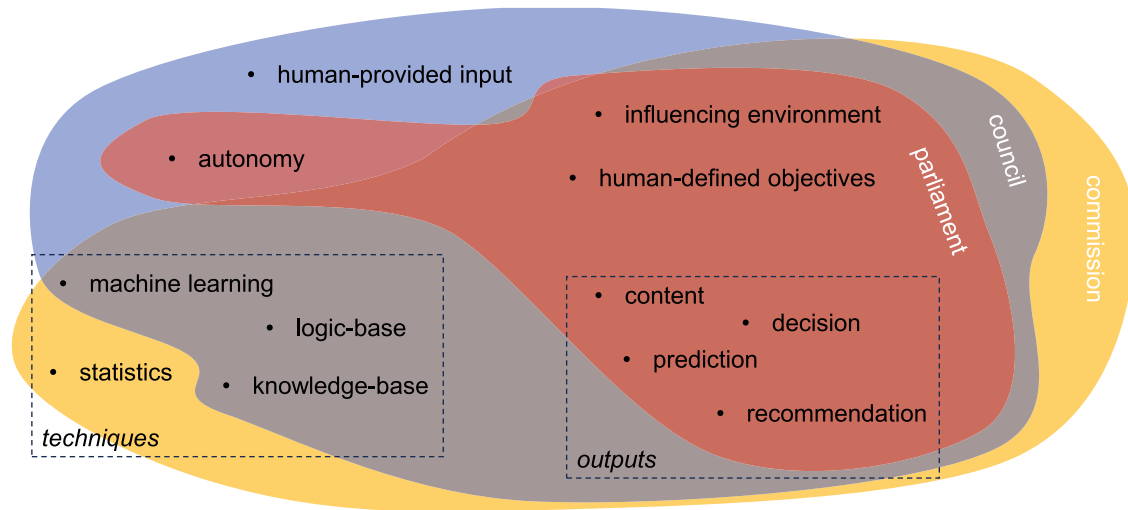 • human-provided input
• influencing environment
• autonomy
• human-defined objectives
parliament
council
commission
• machine learning
• logic-base
• statistics
• knowledge-base
techniques
• content
• decision
• prediction
• recommendation
outputs